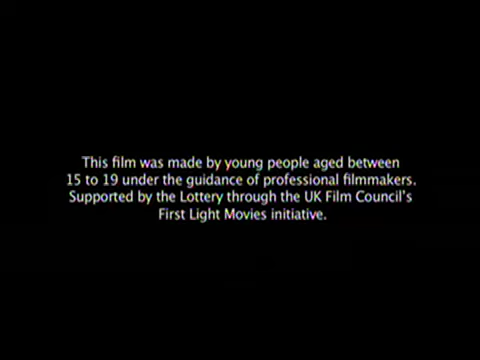 This film was made by young people aged between
15 to 19 under the guidance of professional filmmakers.
Supported by the Lottery through the UK Film Council's
First Light Movies initiative.